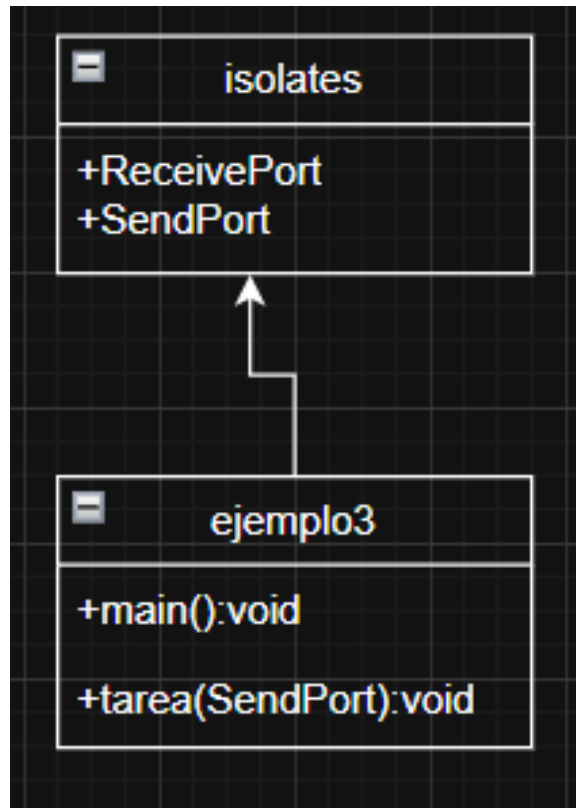 isolates
+ReceivePort
+SendPort
ejemplo3
+main():void
+tarea(SendPort):void